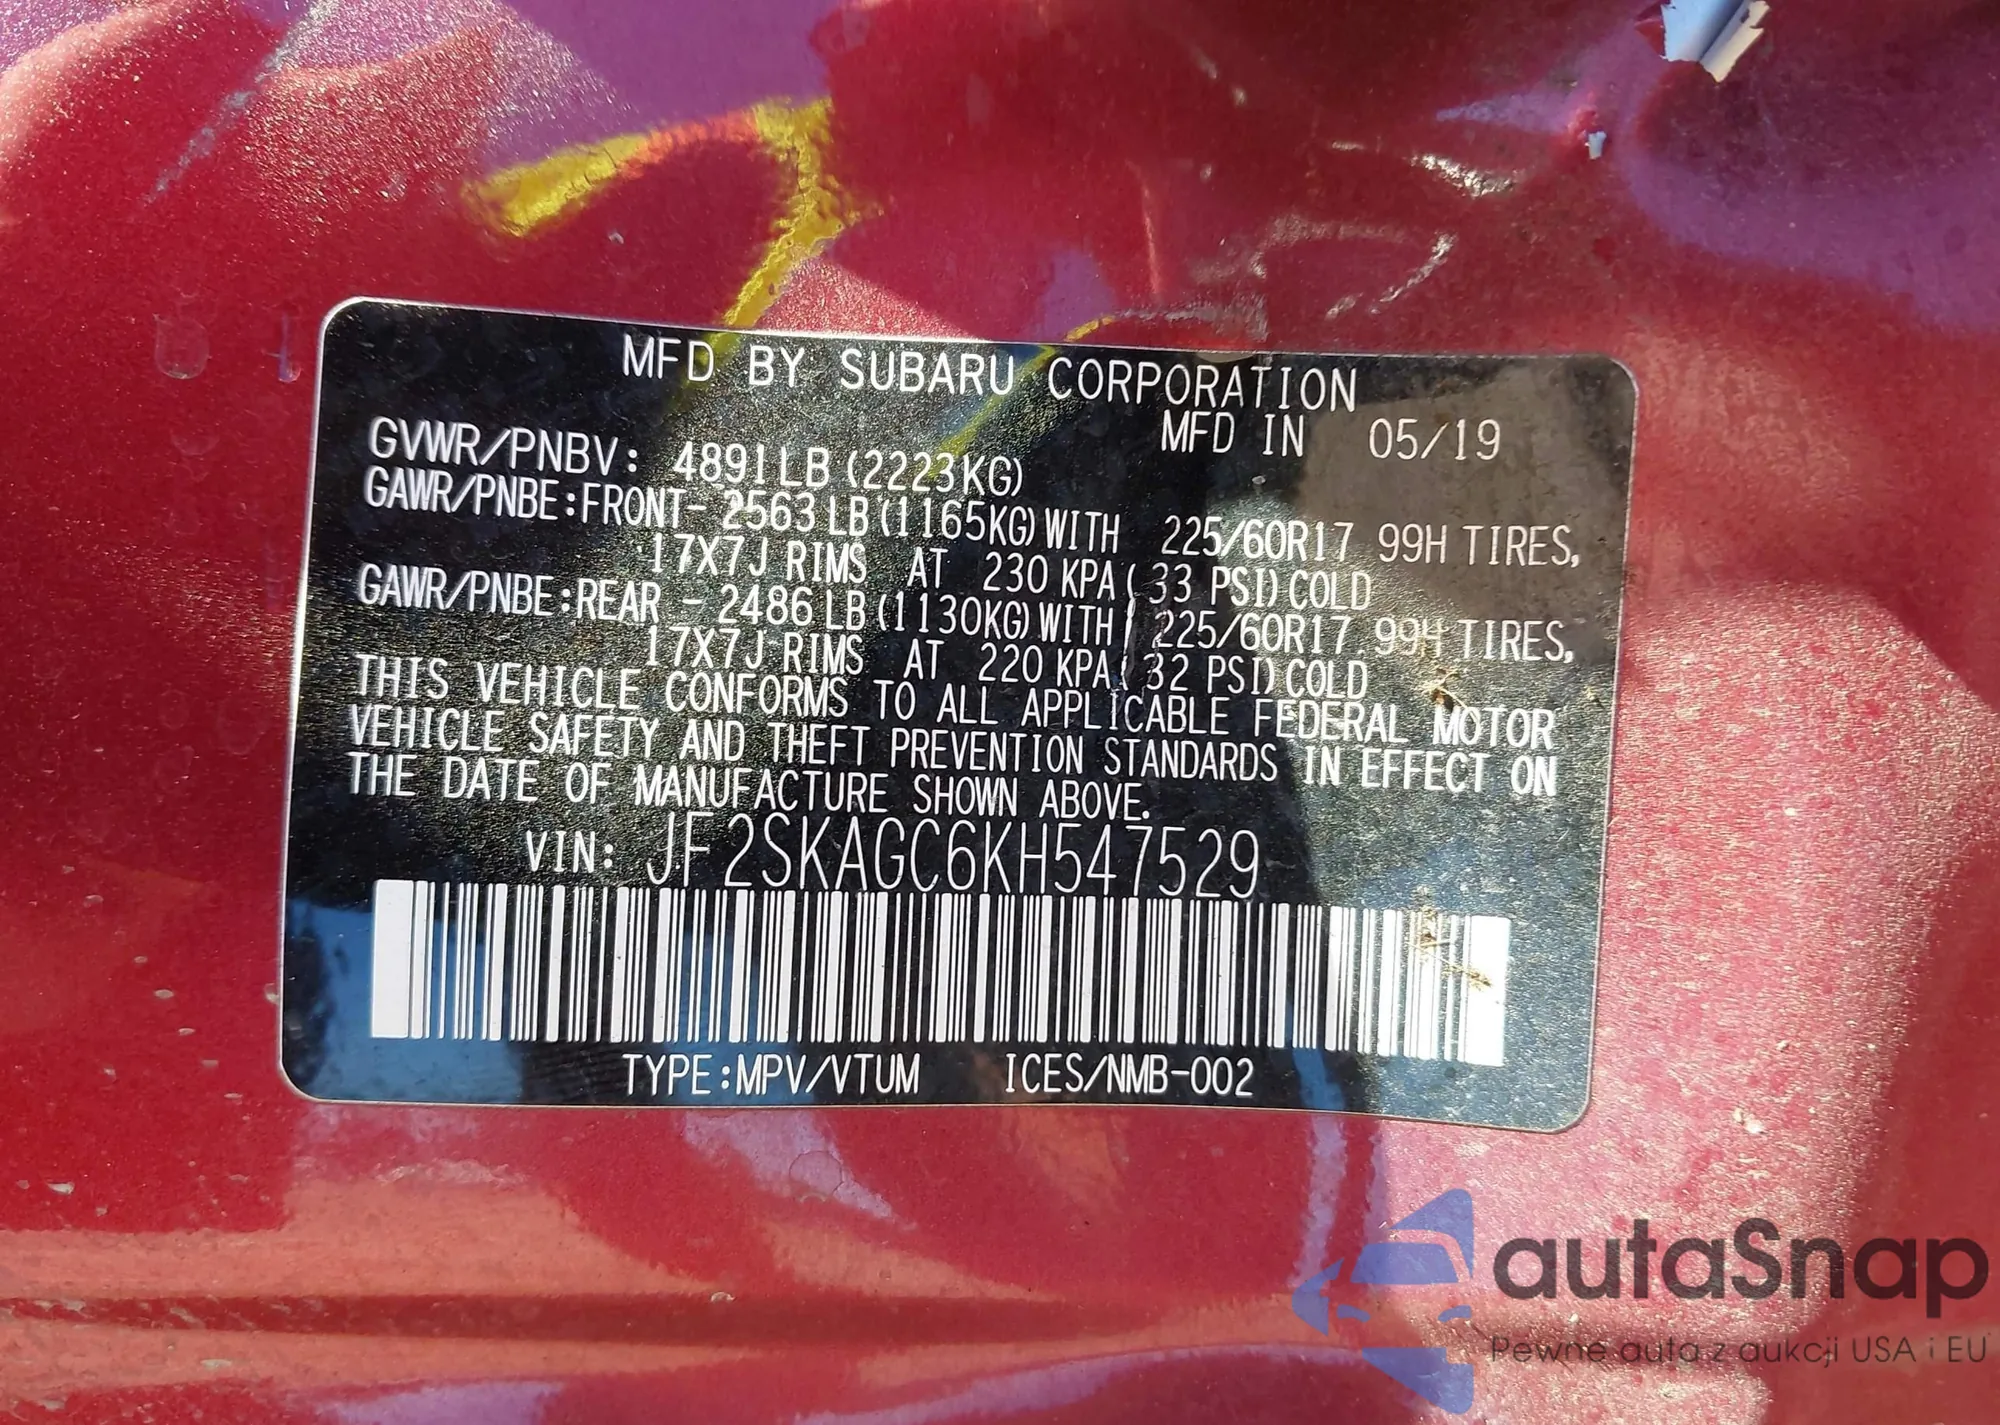 MFD BY SUBARU CORPORATION
MFD IN 05/19
GVWR/PNBV: 4891LB (2223KG)
GAWR/PNBE:FRONT- 2563 LB (1165KG) WITH 225/60R17 99H TIRES,
17X7J RIMS AT 230 KPA ( 33 PSI) COLD
GAWR/PNBE:REAR - 2486 LB (1130KG) WITH 225/60R17 99H TIRES,
17X7J RIMS AT 220 KPA ( 32 PSI) COLD
THIS VEHICLE CONFORMS TO ALL APPLICABLE FEDERAL MOTOR
VEHICLE SAFETY AND THEFT PREVENTION STANDARDS IN EFFECT ON
THE DATE OF MANUFACTURE SHOWN ABOVE.
VIN: JF2SKAGC6KH547529
TYPE:MPV/VTUM ICES/NMB-002
autaSnap
Pewne auta z aukcji USA i EU